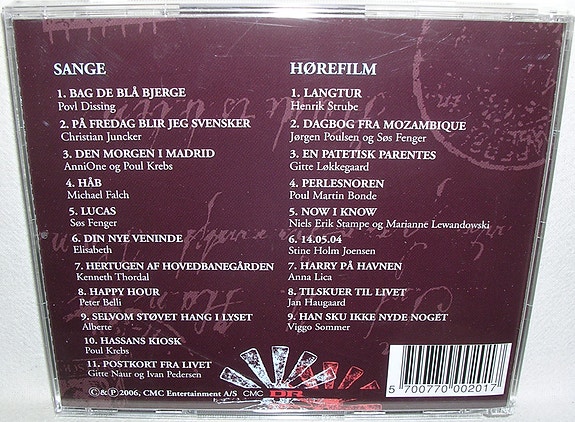 SANGE
1. BAG DE BLÅ BJERGE
Povl Dissing
2. PÅ FREDAG BLIR JEG SVENSKER
Christian Juncker
3. DEN MORGEN I MADRID
AnniOne og Poul Krebs
4. HÅB
Michael Falch
5. LUCAS
Søs Fenger
6. DIN NYE VENINDE
Elisabeth
7. HERTUGEN AF HOVEDBANEGÅRDEN
Kenneth Thordal
8. HAPPY HOUR
Peter Belli
9. SELVOM STØVET HANG I LYSET
Alberte
10. HASSANS KIOSK
Poul Krebs
11. POSTKORT FRA LIVET
Gitte Naur og Ivan Pedersen
HØREFILM
1. LANGTUR
Henrik Strube
2. DAGBOG FRA MOZAMBIQUE
Jørgen Poulsen og Søs Fenger
3. EN PATETISK PARENTES
Gitte Løkkegaard
4. PERLESNOREN
Poul Martin Bonde
5. NOW I KNOW
Niels Erik Stampe og Marianne Lewandowski
6. 14.05.04
Stine Holm Joensen
7. HARRY PÅ HAVNEN
Anna Lica
8. TILSKUER TIL LIVET
Jan Haugaard
9. HAN SKU IKKE NYDE NOGET
Viggo Sommer
©&℗2006, CMC Entertainment A/S
CMC
DR
5 700770 002017